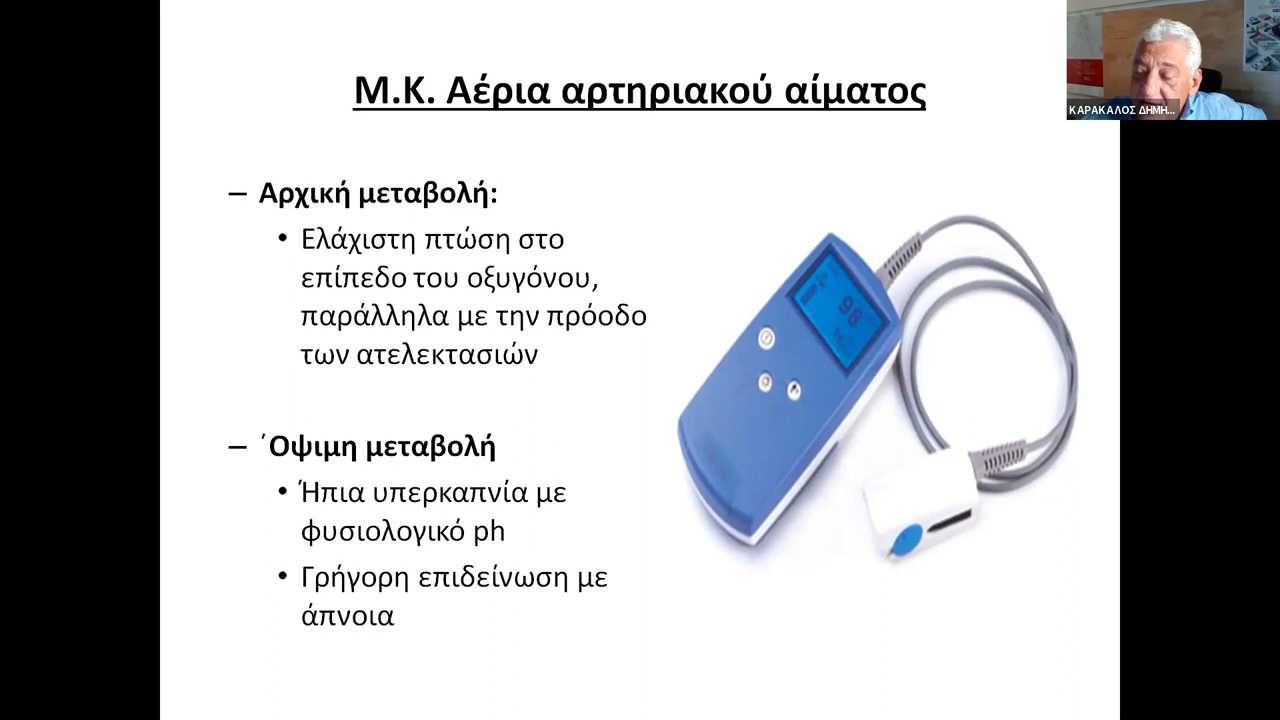 Μ.Κ. Αέρια αρτηριακού αίματος
ΚΑΡΑΚΑΛΟΣ ΔΗΜΗ...
– Αρχική μεταβολή:
• Ελάχιστη πτώση στο
επίπεδο του οξυγόνου,
παράλληλα με την πρόοδο
των ατελεκτασιών
– ΄Οψιμη μεταβολή
• Ήπια υπερκαπνία με
φυσιολογικό ph
• Γρήγορη επιδείνωση με
άπνοια
98